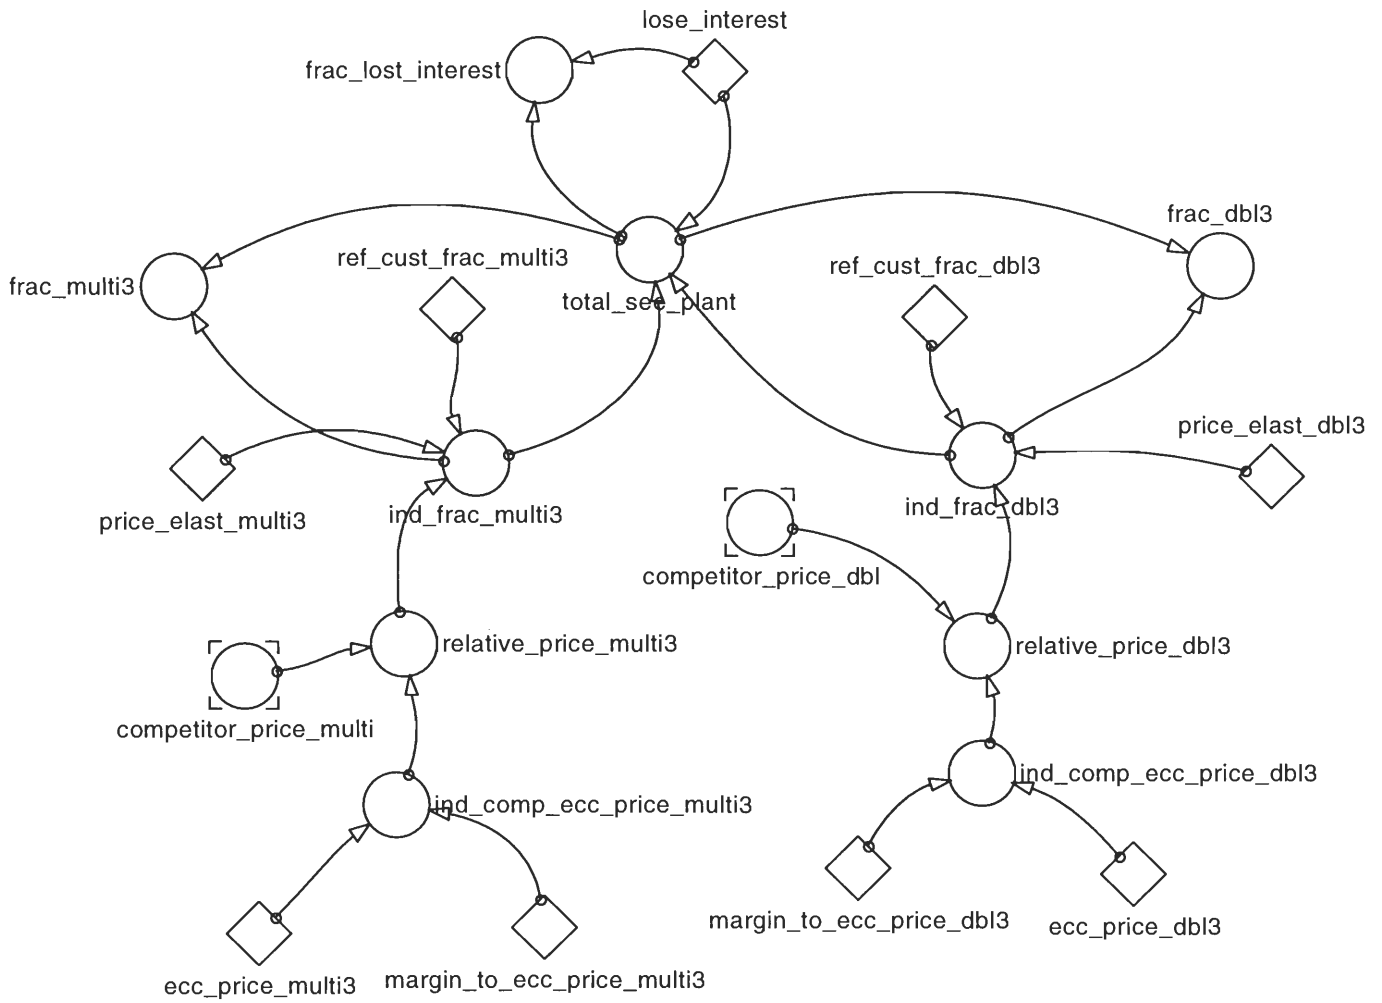 lose_interest
frac_lost_interest
frac_dbl3
ref_cust_frac_multi3
ref_cust_frac_dbl3
frac_multi3
total_see_plant
price_elast_dbl3
price_elast_multi3
ind_frac_multi3
ind_frac_dbl3
competitor_price_dbl
relative_price_multi3
relative_price_dbl3
competitor_price_multi
ind_comp_ecc_price_dbl3
ind_comp_ecc_price_multi3
margin_to_ecc_price_dbl3
ecc_price_dbl3
ecc_price_multi3
margin_to_ecc_price_multi3